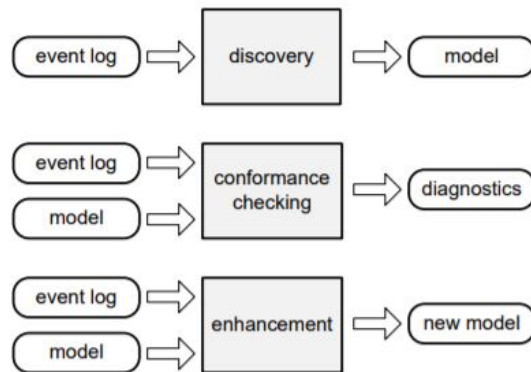 event log
discovery
model
event log
model
conformance
checking
diagnostics
event log
model
enhancement
new model